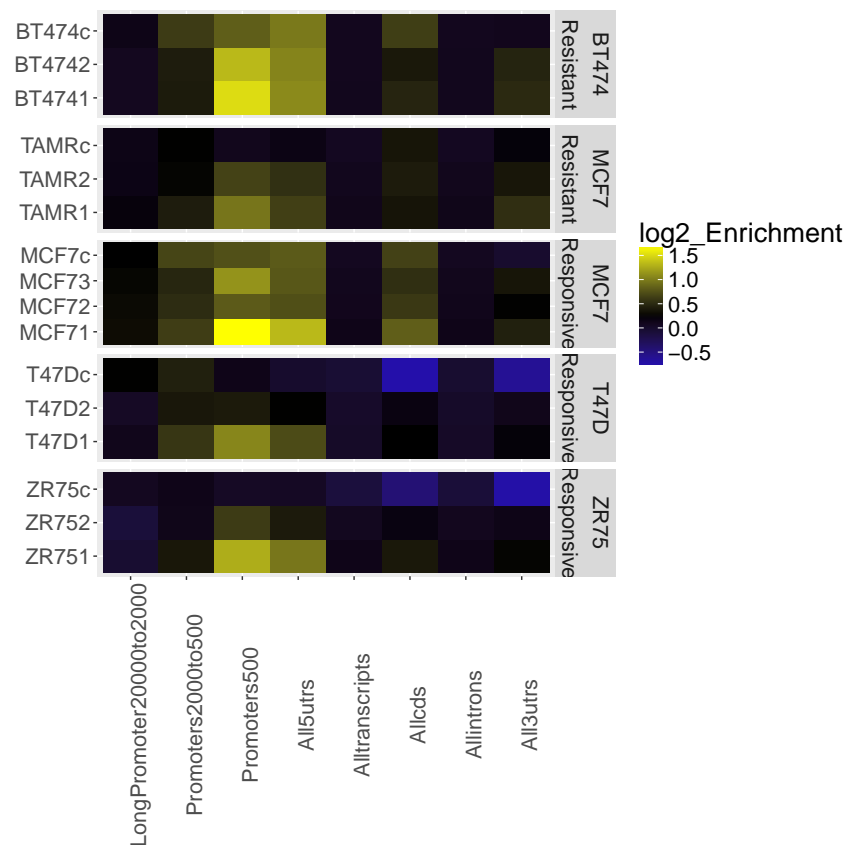 BT474c
BT4742
BT4741
Resistant
BT474
TAMRc
TAMR2
TAMR1
Resistant
MCF7
MCF7c
MCF73
MCF72
MCF71
Responsive
MCF7
T47Dc
T47D2
T47D1
Responsive
T47D
ZR75c
ZR752
ZR751
Responsive
ZR75
log2_Enrichment
1.5
1.0
0.5
0.0
−0.5
LongPromoter20000to2000
Promoters2000to500
Promoters500
All5utrs
Alltranscripts
Allcds
Allintrons
All3utrs